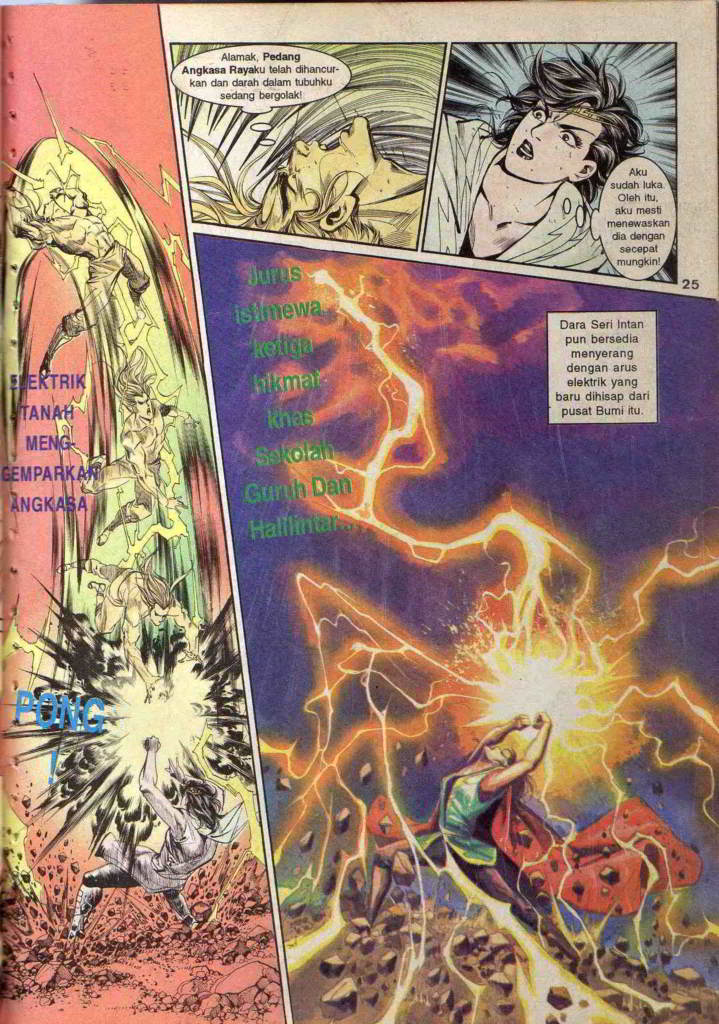 Alamak, Pedang
Angkasa Rayaku telah dihancur-
kan dan darah dalam tubuhku
sedang bergolak!
Aku
sudah luka.
Oleh itu,
aku mesti
menewaskan
dia dengan
secepat
mungkin!
25
ELEKTRIK
TANAH
MENG-
GEMPARKAN
ANGKASA
PONG
!
Jurus
istimewa
ketiga
hikmat
khas
Sekolah
Guruh Dan
Halilintar...
Dara Seri Intan
pun bersedia
menyerang
dengan arus
elektrik yang
baru dihisap dari
pusat Bumi itu.